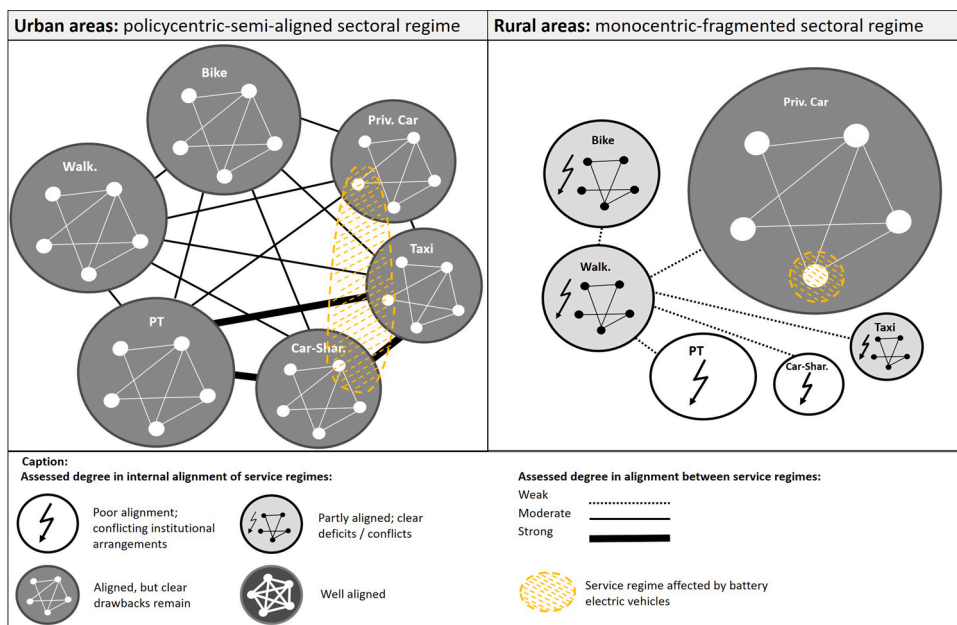 Urban areas: policycentric-semi-aligned sectoral regime
Rural areas: monocentric-fragmented sectoral regime
Bike
Priv. Car
Walk.
Taxi
PT
Car-Shar.
Priv. Car
Bike
Walk.
Taxi
PT
Car-Shar.
Caption:
Assessed degree in internal alignment of service regimes:
Poor alignment;
conflicting institutional
arrangements
Partly aligned; clear
deficits / conflicts
Aligned, but clear
drawbacks remain
Well aligned
Assessed degree in alignment between service regimes:
Weak
Moderate
Strong
Service regime affected by battery
electric vehicles